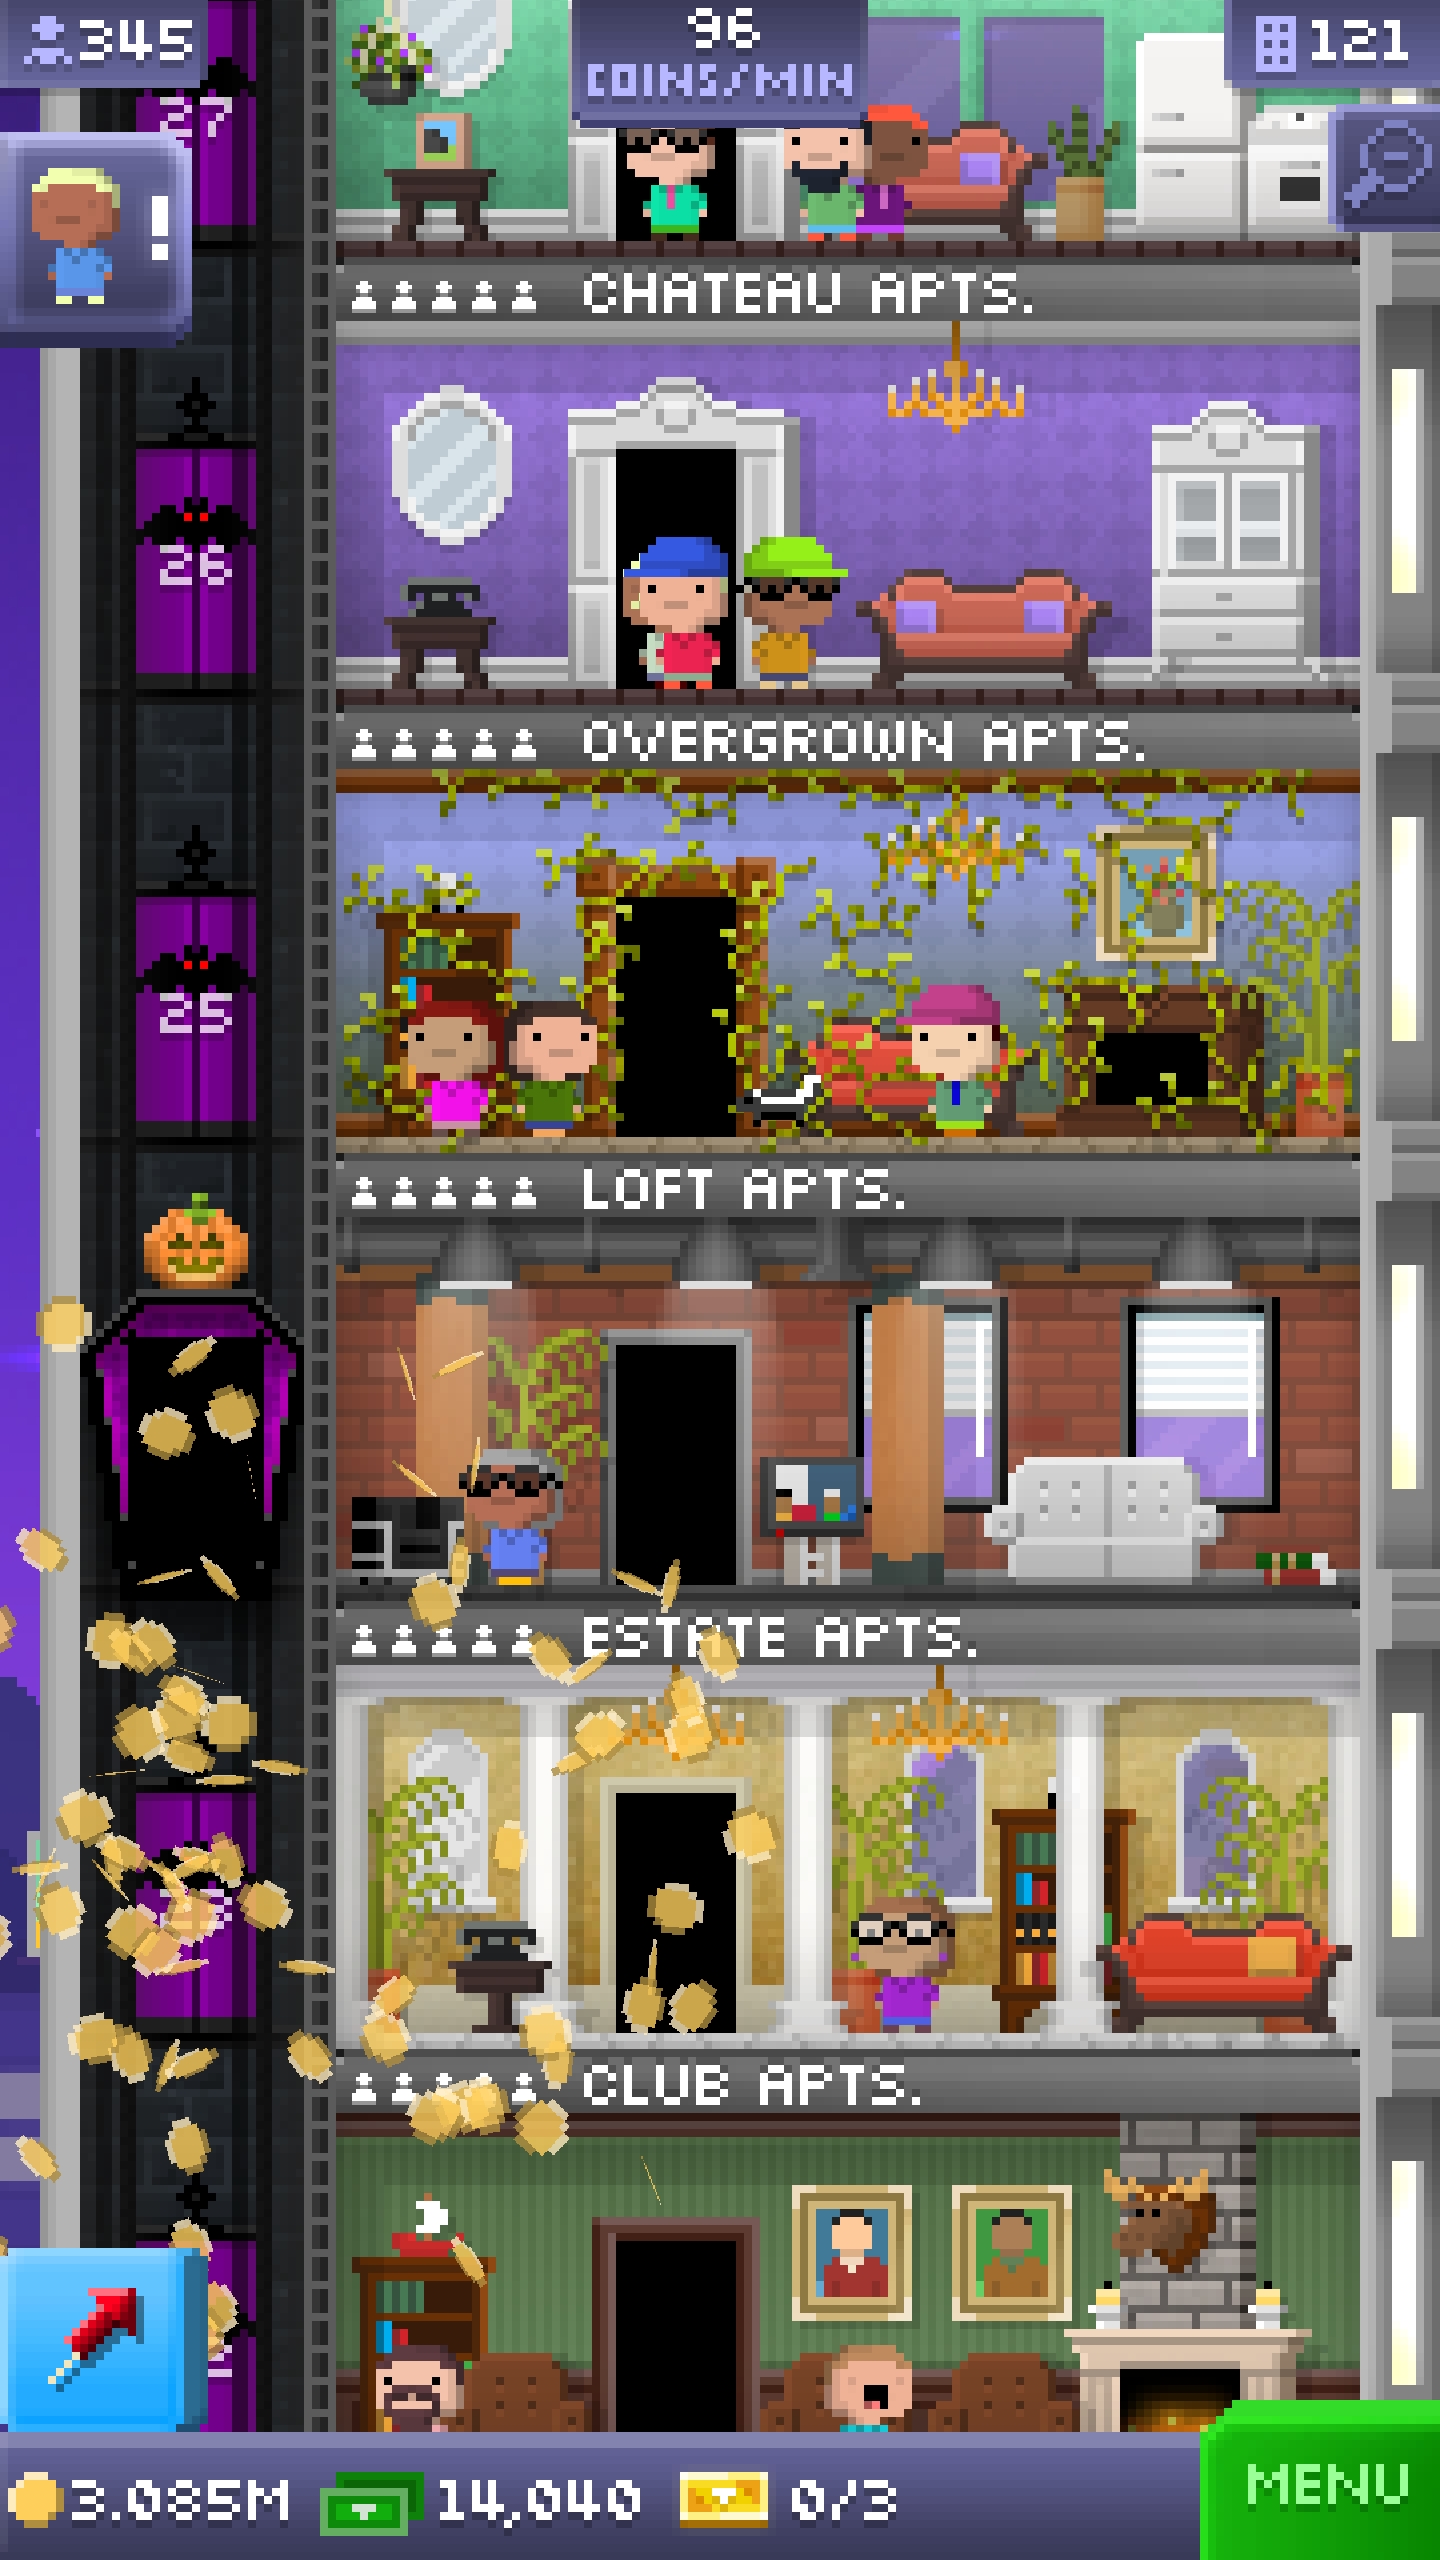 345
96
COINS/MIN
121
27
!
CHATEAU APTS.
26
OVERGROWN APTS.
25
LOFT APTS.
ESTATE APTS.
CLUB APTS.
3.085M
14,040
0/3
MENU